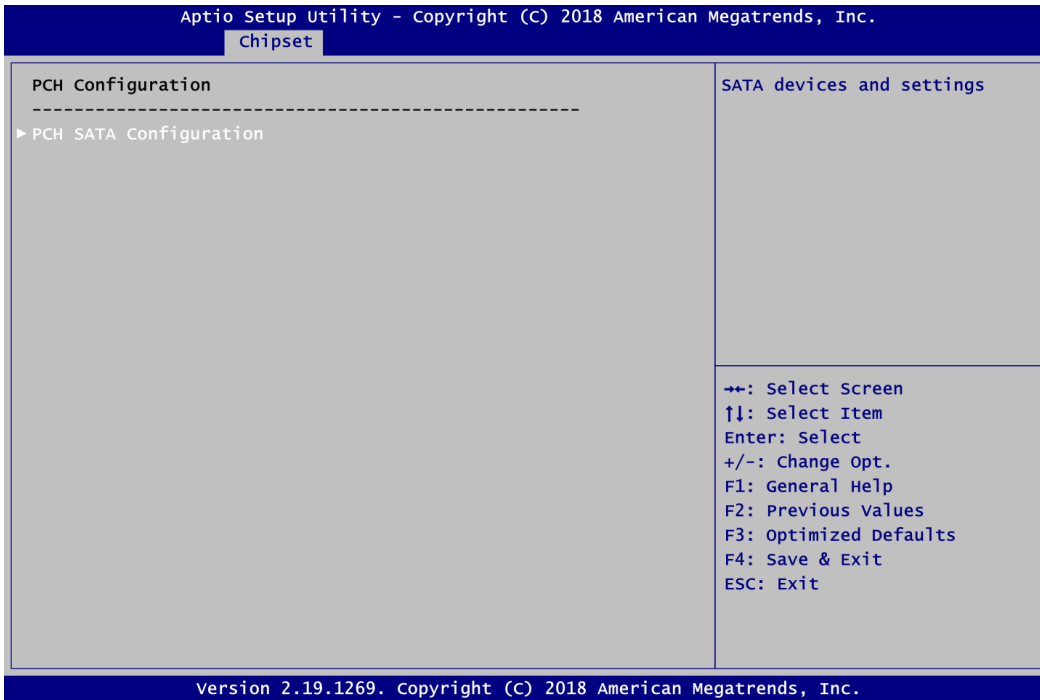 Aptio Setup Utility - Copyright (C) 2018 American Megatrends, Inc.
Chipset
PCH Configuration
----------------------------------------------------
► PCH SATA Configuration
SATA devices and settings
→←: Select Screen
↑↓: Select Item
Enter: Select
+/-: Change Opt.
F1: General Help
F2: Previous Values
F3: Optimized Defaults
F4: Save & Exit
ESC: Exit
Version 2.19.1269. Copyright (C) 2018 American Megatrends, Inc.